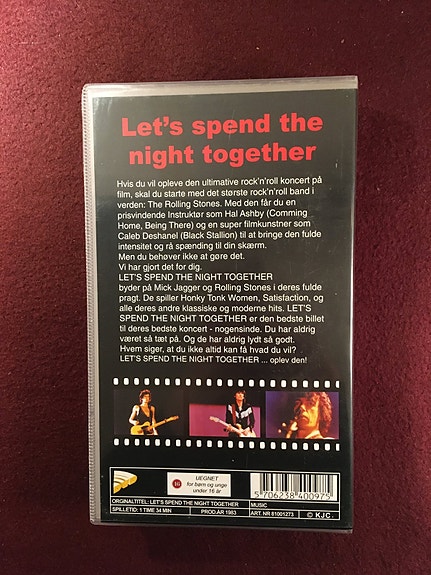 Let's spend the
night together
Hvis du vil opleve den ultimative rock'n'roll koncert på
film, skal du starte med det største rock'n'roll band i
verden: The Rolling Stones. Med den får du en
prisvindende Instruktør som Hal Ashby (Comming
Home, Being There) og en super filmkunstner som
Caleb Deshanel (Black Stallion) til at bringe den fulde
intensitet og rå spænding til din skærm.
Men du behøver ikke at gøre det.
Vi har gjort det for dig.
LET'S SPEND THE NIGHT TOGETHER
byder på Mick Jagger og Rolling Stones i deres fulde
pragt. De spiller Honky Tonk Women, Satisfaction, og
alle deres andre klassiske og moderne hits. LET'S
SPEND THE NIGHT TOGETHER er den bedste billet
til deres bedste koncert - nogensinde. Du har aldrig
været så tæt på. Og de har aldrig lydt så godt.
Hvem siger, at du ikke altid kan få hvad du vil?
LET'S SPEND THE NIGHT TOGETHER ... oplev den!
16
UEGNET
for børn og unge
under 16 år.
5 706238 400975
ORGINALTITEL: LET'S SPEND THE NIGHT TOGETHER
MUSIC
SPILLETID: 1 TIME 34 MIN
PROD.ÅR 1983
ART. NR 81001273
© KJC.